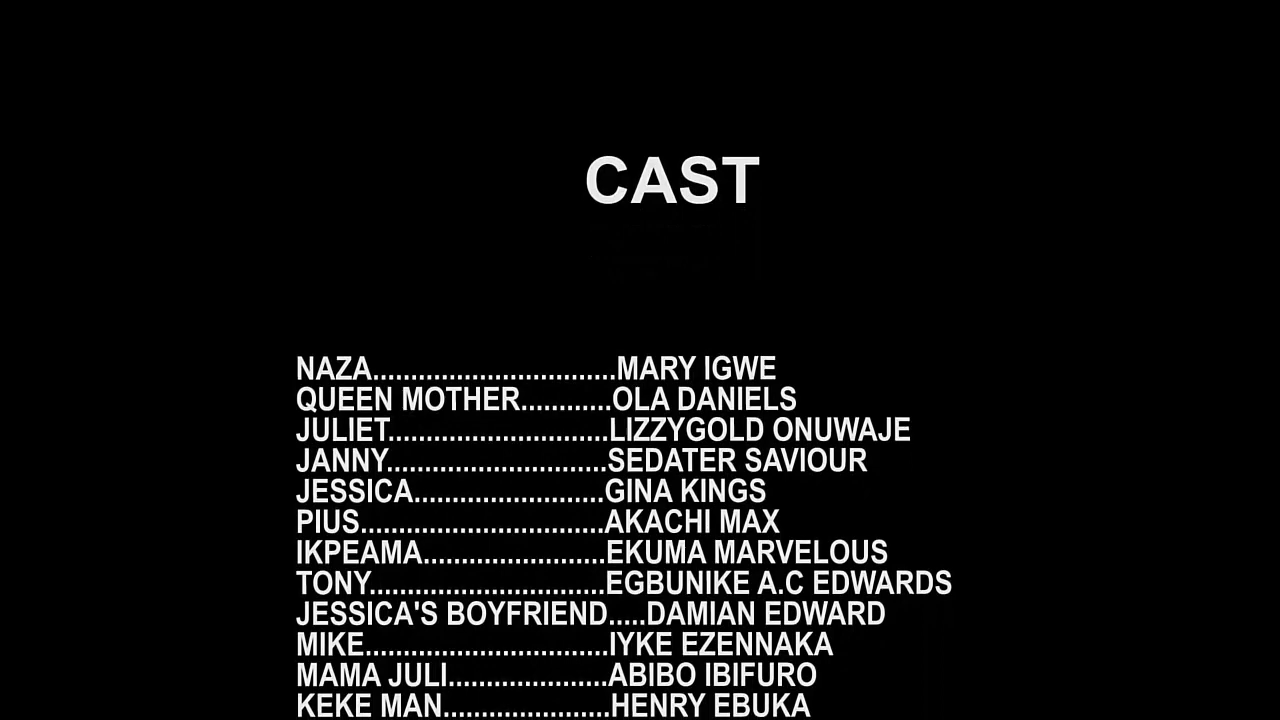 CAST
NAZA................................MARY IGWE
QUEEN MOTHER............OLA DANIELS
JULIET.............................LIZZYGOLD ONUWAJE
JANNY.............................SEDATER SAVIOUR
JESSICA.........................GINA KINGS
PIUS................................AKACHI MAX
IKPEAMA........................EKUMA MARVELOUS
TONY...............................EGBUNIKE A.C EDWARDS
JESSICA'S BOYFRIEND.....DAMIAN EDWARD
MIKE................................IYKE EZENNAKA
MAMA JULI.....................ABIBO IBIFURO
KEKE MAN......................HENRY EBUKA